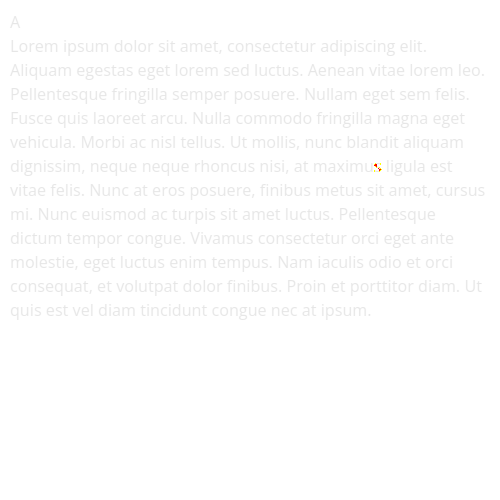 A
Lorem ipsum dolor sit amet, consectetur adipiscing elit.
Aliquam egestas eget lorem sed luctus. Aenean vitae lorem leo.
Pellentesque fringilla semper posuere. Nullam eget sem felis.
Fusce quis laoreet arcu. Nulla commodo fringilla magna eget
vehicula. Morbi ac nisl tellus. Ut mollis, nunc blandit aliquam
dignissim, neque neque rhoncus nisi, at maximus ligula est
vitae felis. Nunc at eros posuere, finibus metus sit amet, cursus
mi. Nunc euismod ac turpis sit amet luctus. Pellentesque
dictum tempor congue. Vivamus consectetur orci eget ante
molestie, eget luctus enim tempus. Nam iaculis odio et orci
consequat, et volutpat dolor finibus. Proin et porttitor diam. Ut
quis est vel diam tincidunt congue nec at ipsum.